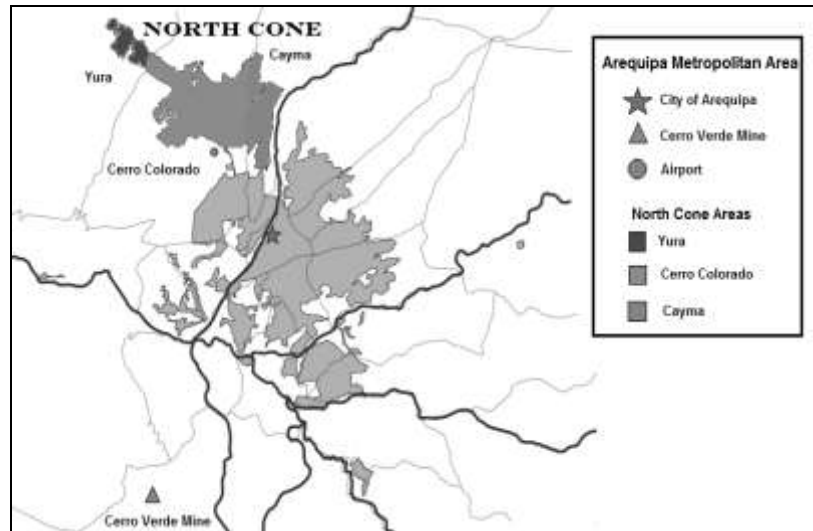 NORTH CONE
Cayma
Yura
Cerro Colorado
Cerro Verde Mine
Arequipa Metropolitan Area
City of Arequipa
Cerro Verde Mine
Airport
North Cone Areas
Yura
Cerro Colorado
Cayma